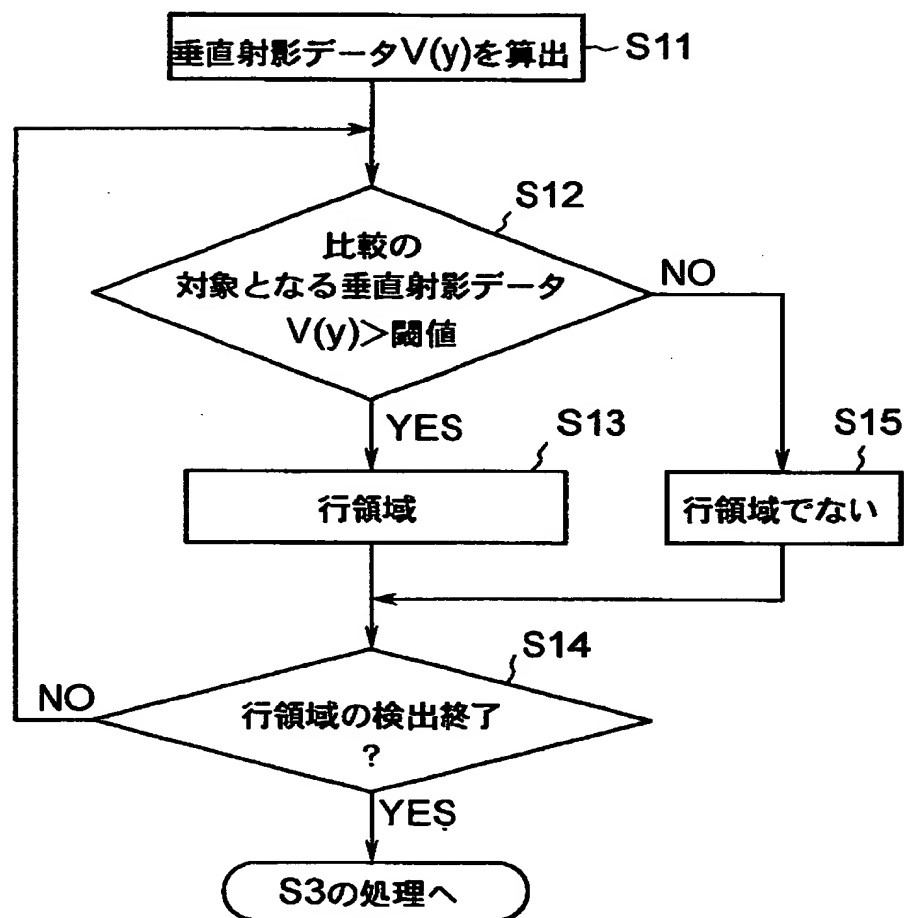 垂直射影データV(y)を算出
S11
S12
比較の
対象となる垂直射影データ
V(y)>閾値
NO
YES
S13
行領域
S15
行領域でない
S14
行領域の検出終了
?
NO
YES
S3の処理へ